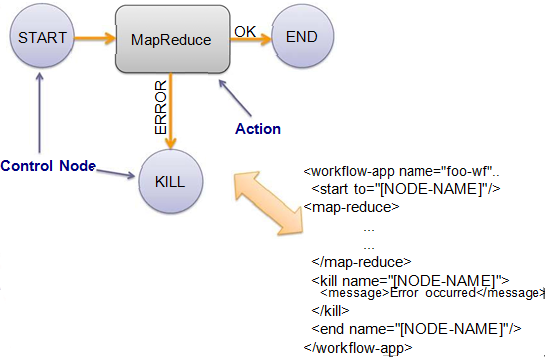 START
MapReduce
OK
END
ERROR
Action
Control Node
KILL
<workflow-app name="foo-wf"..
<start to="[NODE-NAME]"/>
<map-reduce>
...
...
</map-reduce>
<kill name="[NODE-NAME]">
<message>Error occurred</message>
</kill>
<end name="[NODE-NAME]"/>
</workflow-app>